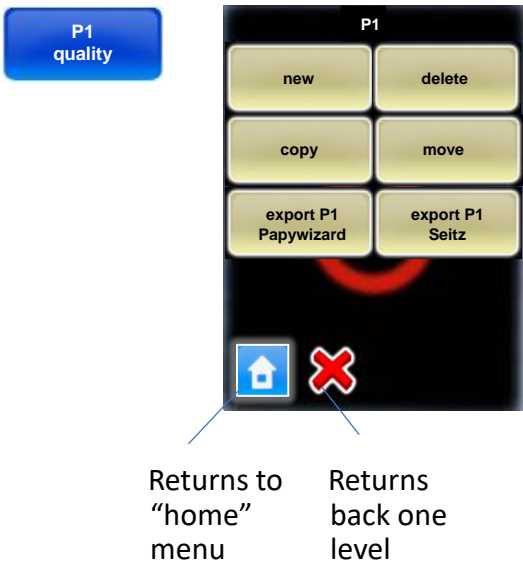 P1
quality
P1
new
delete
copy
move
export P1
Papywizard
export P1
Seitz
Returns to
“home”
menu
Returns
back one
level